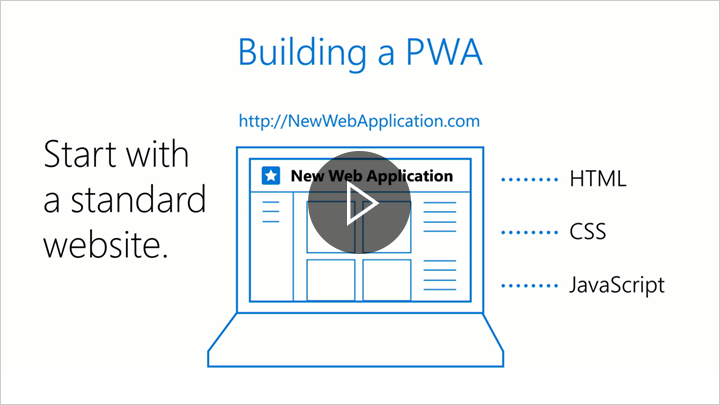 Building a PWA
http://NewWebApplication.com
Start with
a standard
website.
New Web Application
HTML
CSS
JavaScript